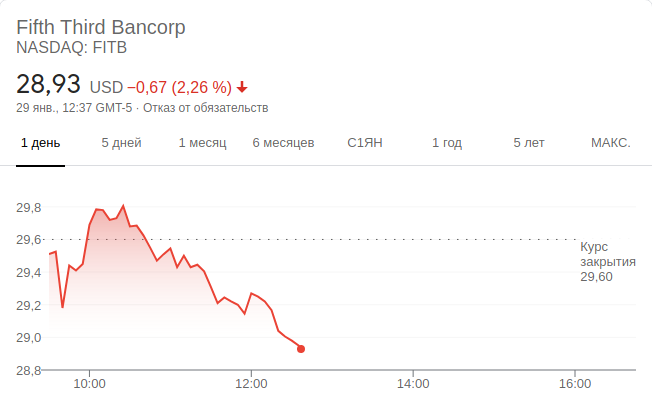 Fifth Third Bancorp
NASDAQ: FITB
28,93 USD −0,67 (2,26 %)
29 янв., 12:37 GMT-5 · Отказ от обязательств
1 день 5 дней 1 месяц 6 месяцев С1ЯН 1 год 5 лет МАКС.
29,8
29,6
Курс
закрытия
29,60
29,4
29,2
29,0
28,8
10:00 12:00 14:00 16:00